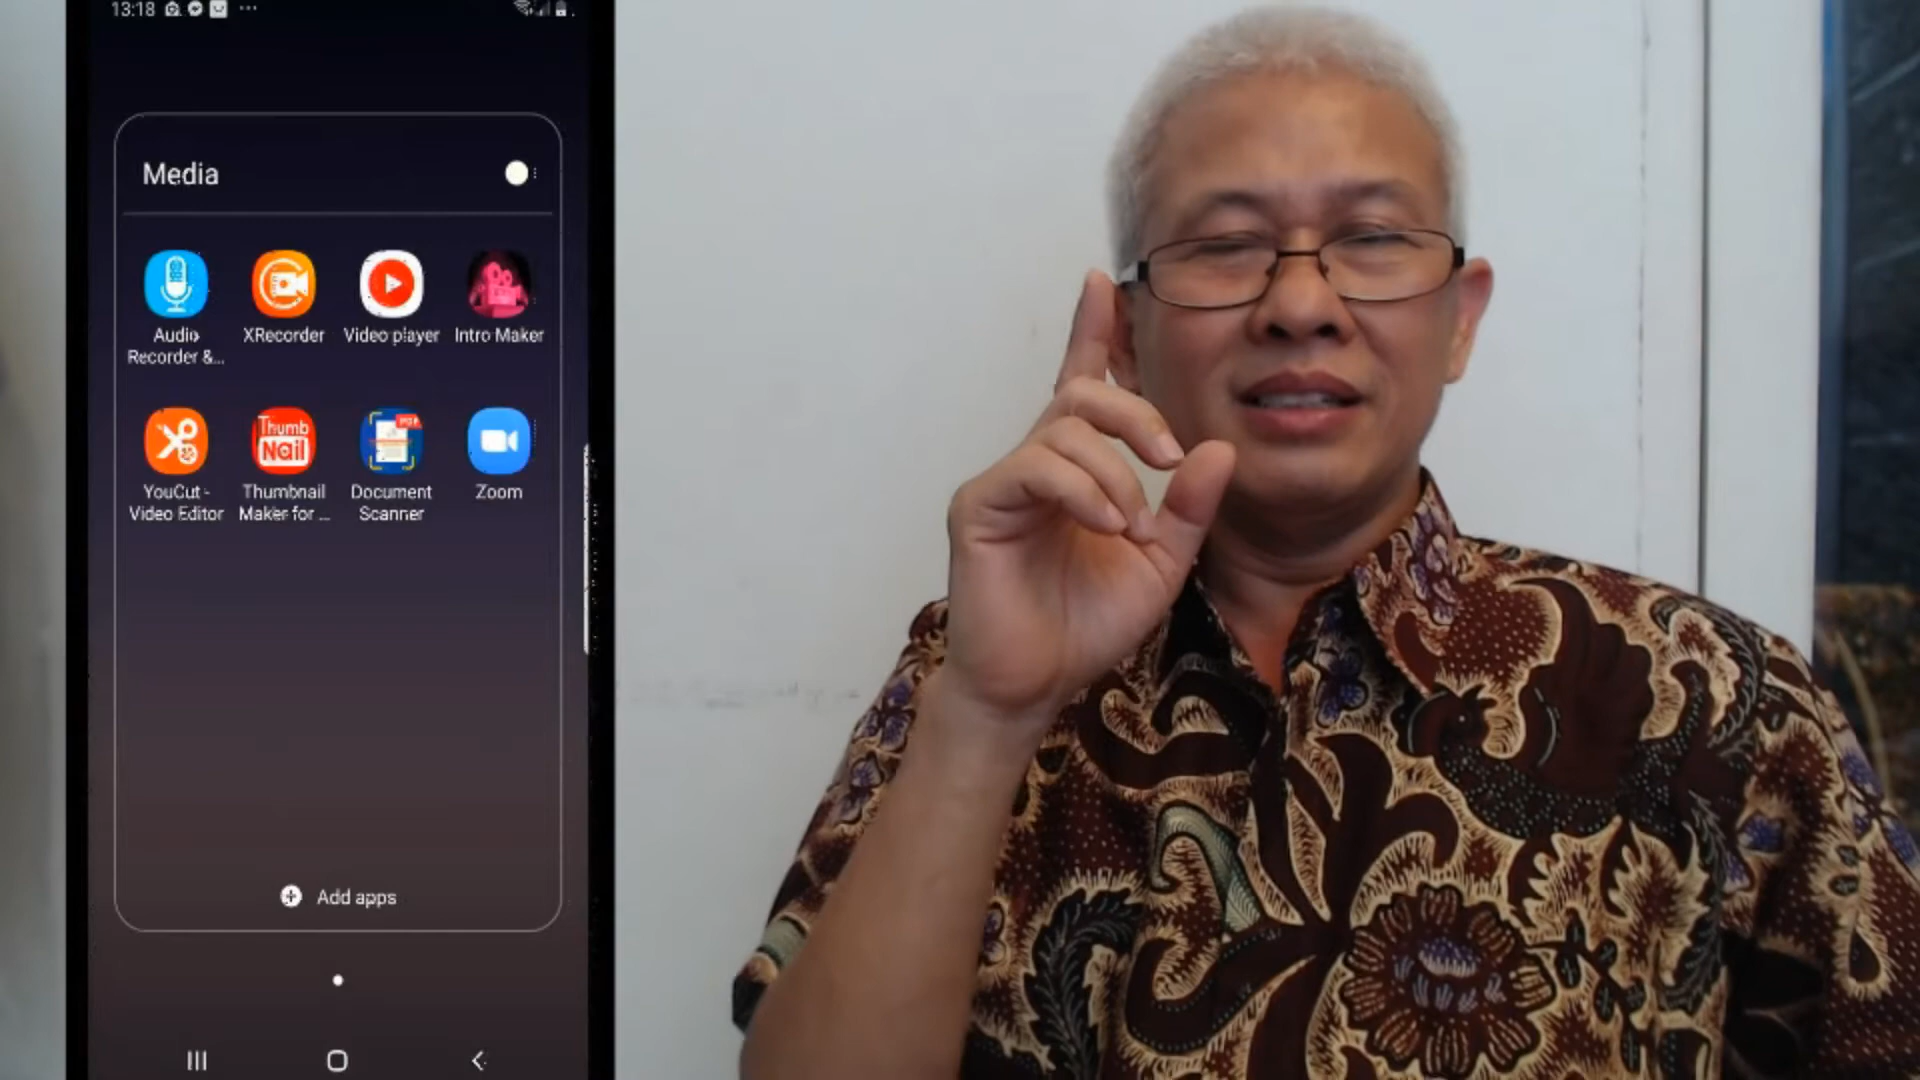 13:18
Media
Audio
Recorder &...
XRecorder
Video player
Intro Maker
Thumb
Nail
PDF
YouCut -
Video Editor
Thumbnail
Maker for ...
Document
Scanner
Zoom
Add apps